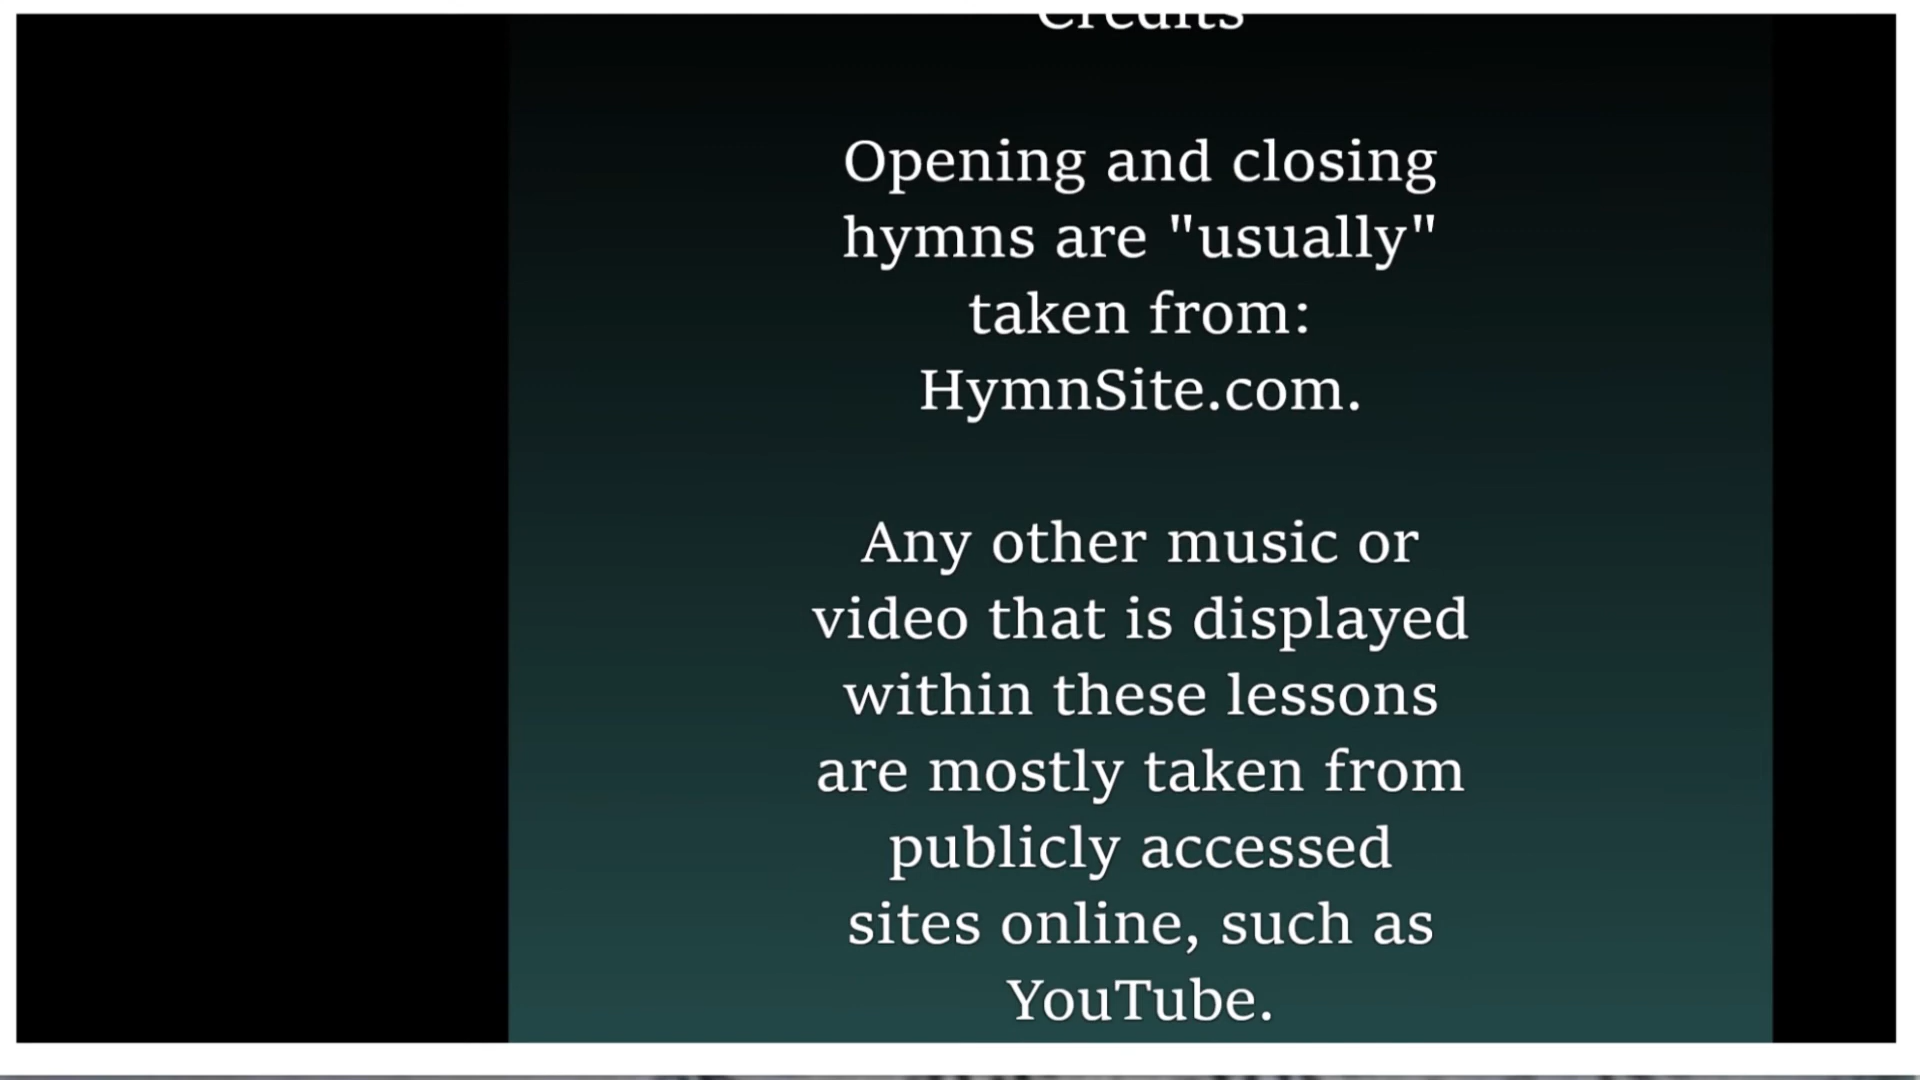 Credits
Opening and closing
hymns are "usually"
taken from:
HymnSite.com.
Any other music or
video that is displayed
within these lessons
are mostly taken from
publicly accessed
sites online, such as
YouTube.